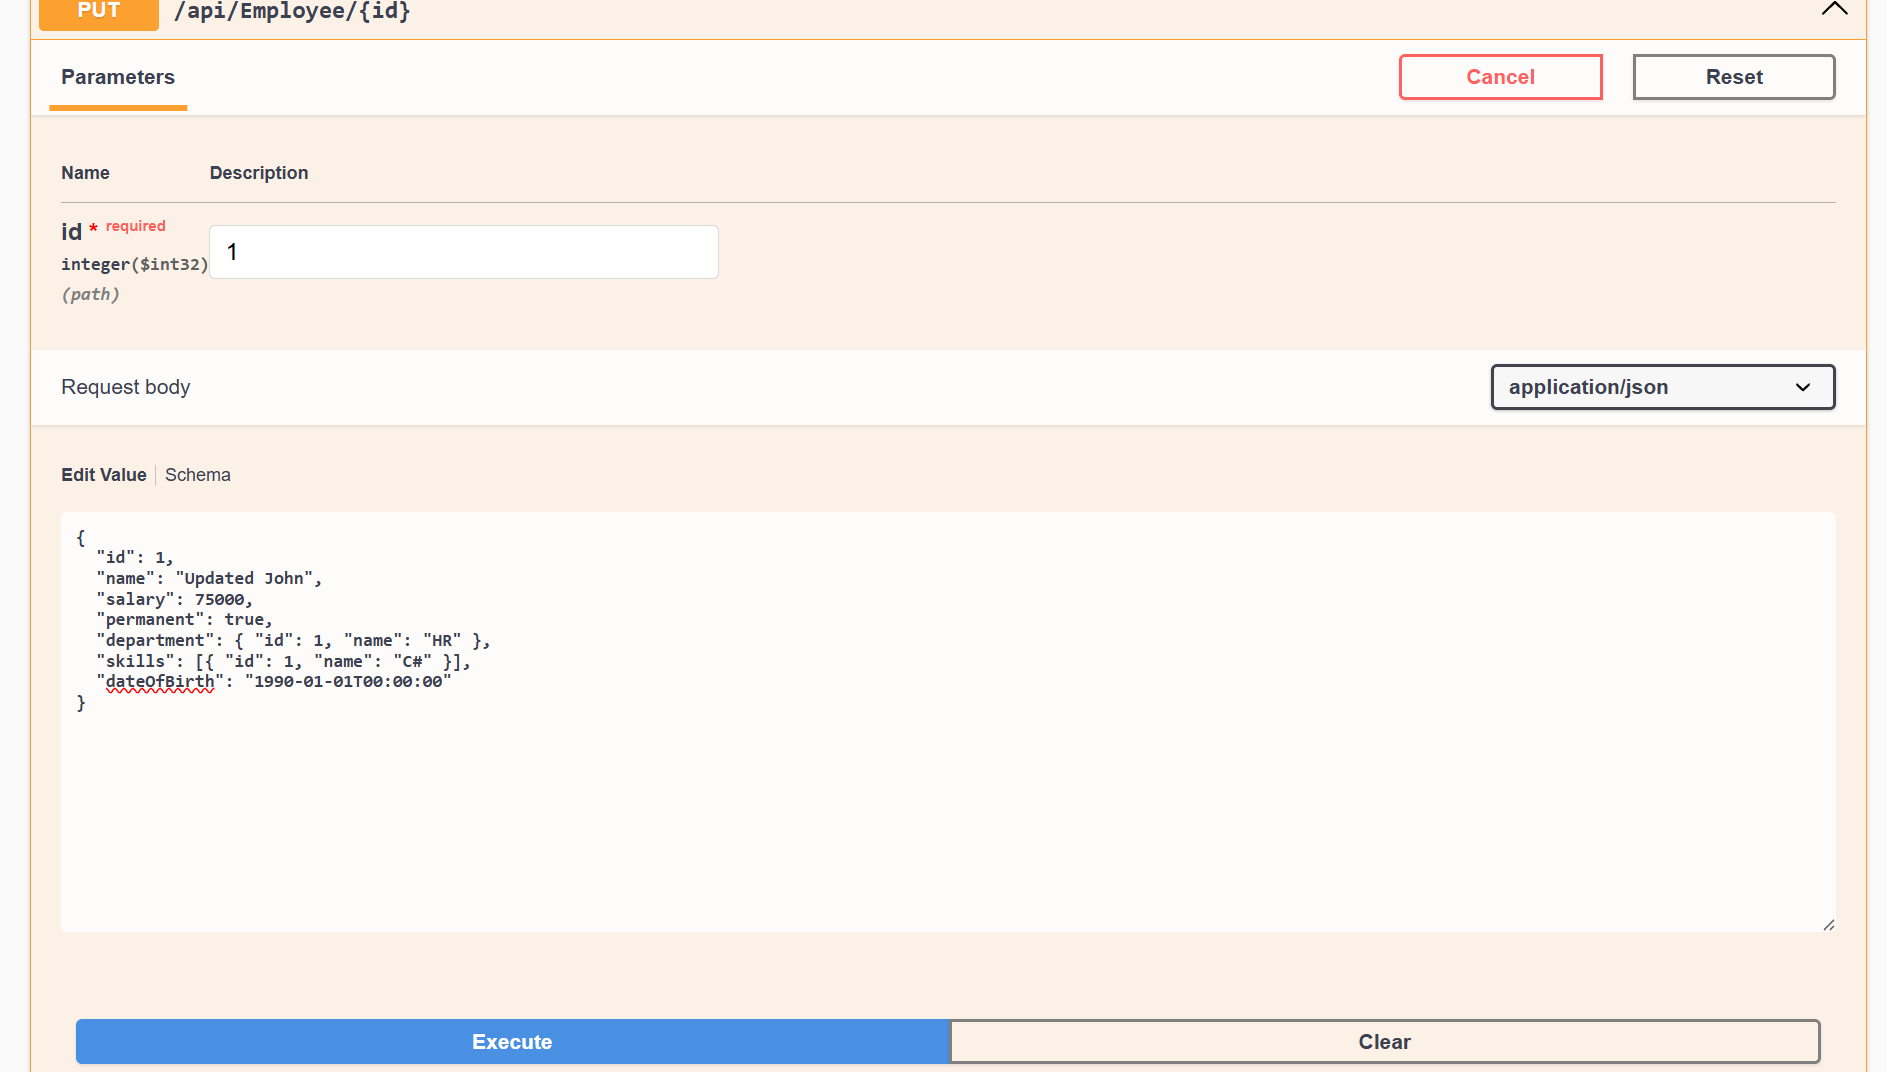 PUT /api/Employee/{id}
Parameters
Cancel
Reset
Name Description
id * required
integer($int32)
(path)
1
Request body
application/json
Edit Value Schema
{
  "id": 1,
  "name": "Updated John",
  "salary": 75000,
  "permanent": true,
  "department": { "id": 1, "name": "HR" },
  "skills": [{ "id": 1, "name": "C#" }],
  "dateOfBirth": "1990-01-01T00:00:00"
}
Execute
Clear